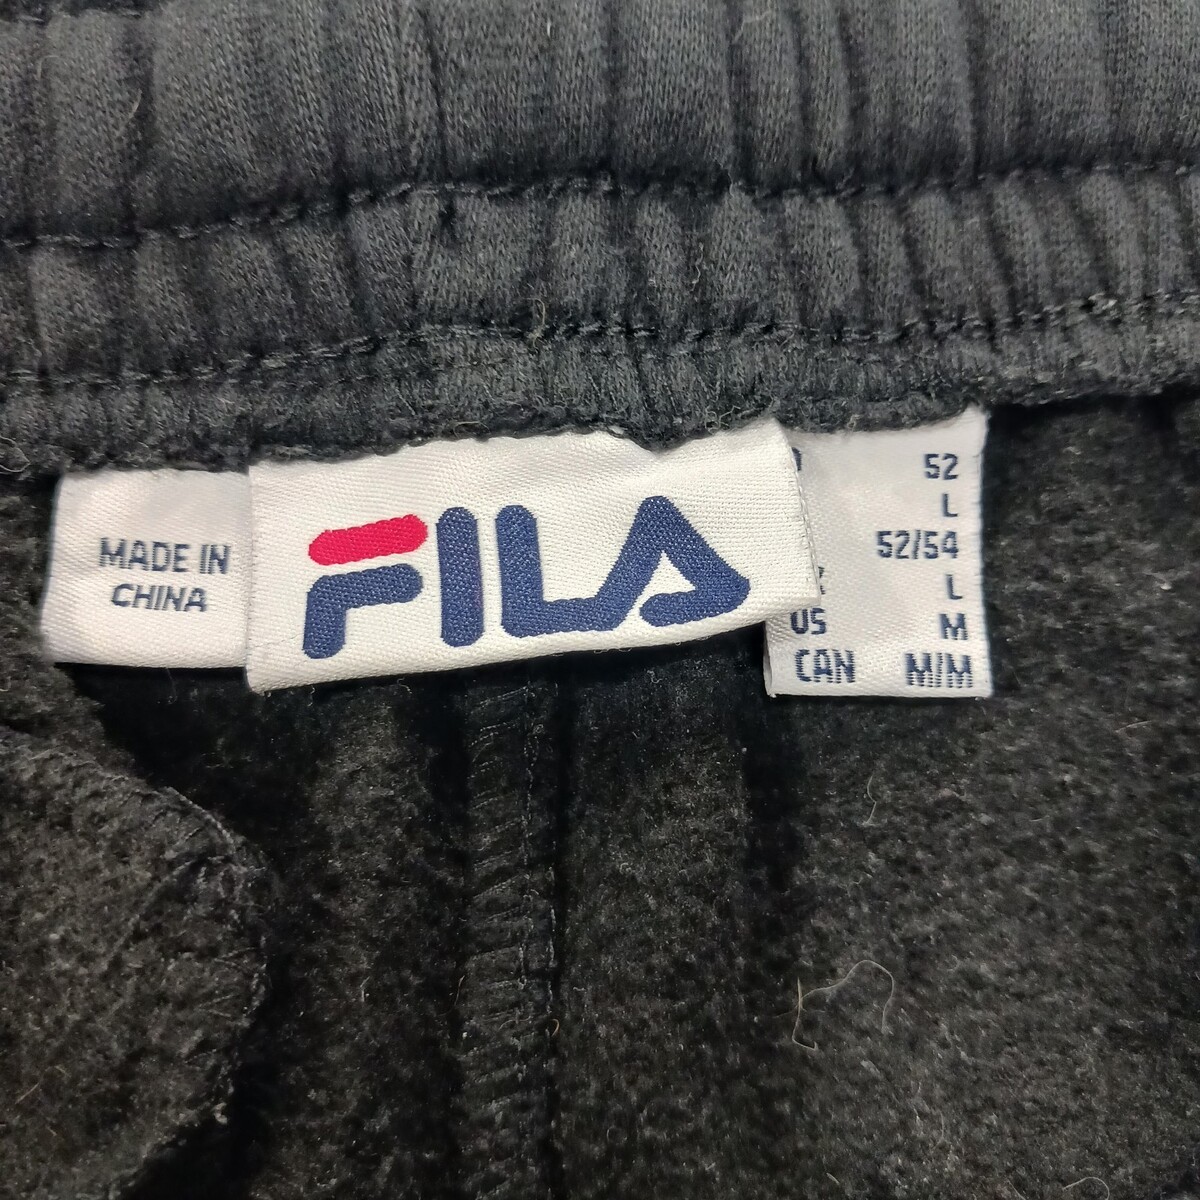 MADE IN
CHINA
FILA
52
L
52/54
L
US M
CAN M/M